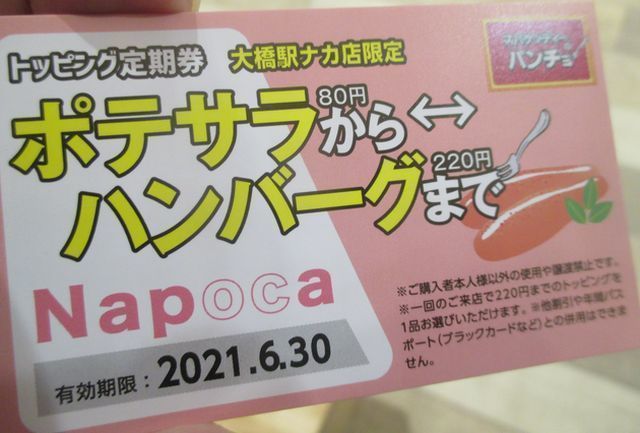 トッピング定期券 大橋駅ナカ店限定
スパゲッティーの
パンチョ
ポテサラから↔
80円
ハンバーグまで
220円
Napoca
有効期限：2021.6.30
※ご購入者本人様以外の使用や譲渡禁止です。
※一回のご来店で220円までのトッピングを
1品お選びいただけます。※他割引や年間パス
ポート(ブラックカードなど)との併用はできま
せん。